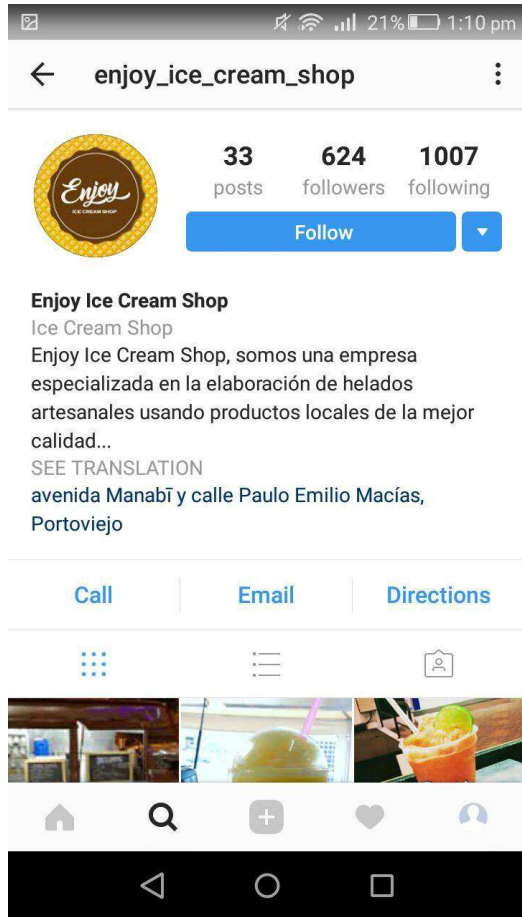 21% 1:10 pm
enjoy_ice_cream_shop
33 624 1007
posts followers following
Enjoy
ICE CREAM SHOP
Follow
Enjoy Ice Cream Shop
Ice Cream Shop
Enjoy Ice Cream Shop, somos una empresa
especializada en la elaboración de helados
artesanales usando productos locales de la mejor
calidad...
SEE TRANSLATION
avenida Manabī y calle Paulo Emilio Macías,
Portoviejo
Call Email Directions